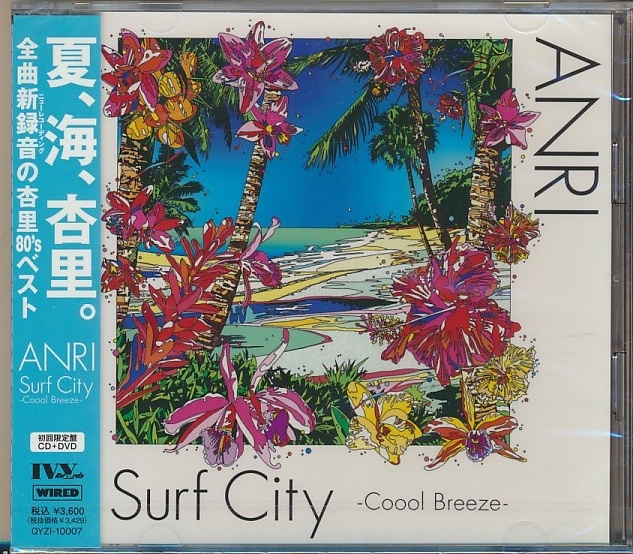 夏、海、杏里。
全曲新録音の杏里80'sベスト
ニューレコーディング
ANRI
Surf City
-Coool Breeze-
初回限定盤
CD+DVD
IVY Records
WIRED
税込 ¥3,600
(税抜価格¥3,429)
QYZI-10007
ANRI
Surf City -Coool Breeze-